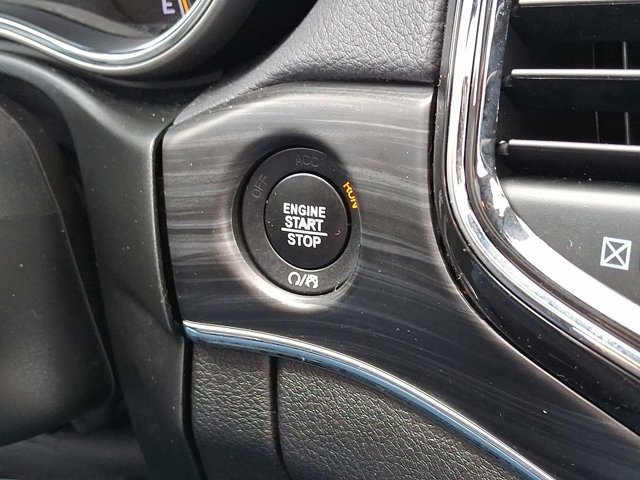 E
OFF ACC RUN
ENGINE
START
STOP